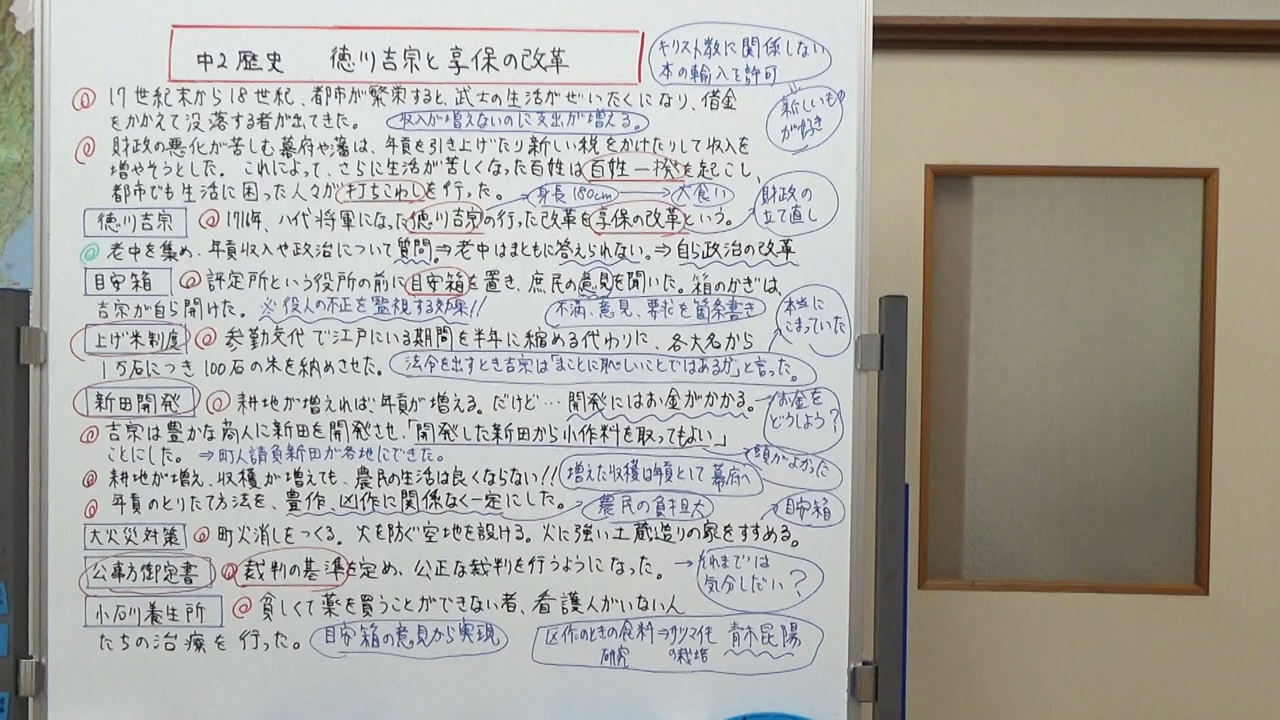 中2歴史　徳川吉宗と享保の改革
キリスト教に関係しない
本の輸入を許可
新しいもの
が好き
◎ 17世紀末から18世紀、都市が繁栄すると、武士の生活がぜいたくになり、借金
をかかえて没落する者が出てきた。 収入が増えないのに支出が増える。
◎ 財政の悪化が苦しむ幕府や藩は、年貢を引き上げたり新しい税をかけたりして収入を
増やそうとした。これによって、さらに生活が苦しくなった百姓は百姓一揆を起こし、
都市でも生活に困った人々が打ちこわしを行った。 身長180cm → 大食い
財政の
立て直し
徳川吉宗 ◎ 1716年、八代将軍になった徳川吉宗の行った改革を享保の改革という。
◎ 老中を集め、年貢収入や政治について質問⇒老中はまともに答えられない。⇒自ら政治の改革
目安箱 ◎ 評定所という役所の前に目安箱を置き、庶民の意見を聞いた。箱のかぎは、
吉宗が自ら開けた。 ※役人の不正を監視する効果!! 不満、意見、要求を箇条書き
本当に
こまっていた
上げ米制度 ◎ 参勤交代で江戸にいる期間を半年に縮める代わりに、各大名から
1万石につき100石の米を納めさせた。 法令を出すとき吉宗は「まことに恥しいことではあるが」と言った。
新田開発 ◎ 耕地が増えれば、年貢が増える。だけど…開発にはお金がかかる。→お金を
どうしよう?
◎ 吉宗は豊かな商人に新田を開発させ、「開発した新田から小作料を取ってもよい。」
ことにした。 ⇒町人請負新田が各地にできた。 頭がよかった
◎ 耕地が増え、収穫が増えても、農民の生活は良くならない!! 増えた収穫は年貢として幕府へ
◎ 年貢のとりたて方法を、豊作、凶作に関係なく一定にした。 農民の負担大 目安箱
大火災対策 ◎ 町火消しをつくる。火を防ぐ空地を設ける。火に強い土蔵造りの家をすすめる。
公事方御定書 ◎ 裁判の基準を定め、公正な裁判を行うようになった。 →それまでは
気分しだい?
小石川養生所 ◎ 貧しくて薬を買うことができない者、看護人がいない人
たちの治療を行った。 目安箱の意見から実現
凶作のときの食料⇒サツマイモ 青木昆陽
研究 の栽培